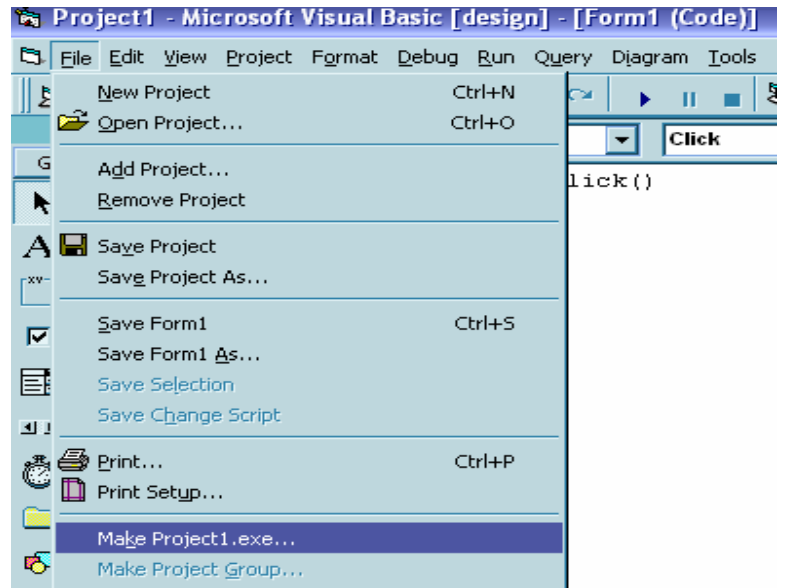 Project1 - Microsoft Visual Basic [design] - [Form1 (Code)]
File Edit View Project Format Debug Run Query Diagram Tools
New Project Ctrl+N
Open Project... Ctrl+O
Click
Add Project...
lick()
Remove Project
A
Save Project
xv
Save Project As...
Save Form1 Ctrl+S
Save Form1 As...
Save Selection
Save Change Script
Print... Ctrl+P
Print Setup...
Make Project1.exe...
Make Project Group...